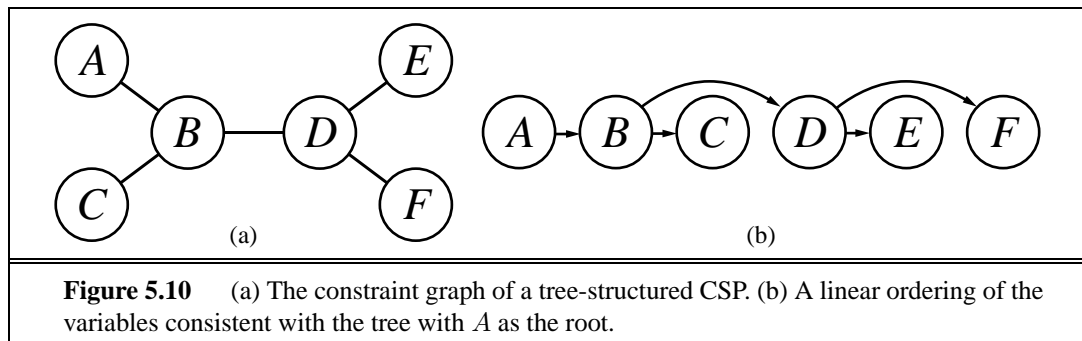 A
E
B
D
A
B
C
D
E
F
C
F
(a)
(b)
Figure 5.10 (a) The constraint graph of a tree-structured CSP. (b) A linear ordering of the
variables consistent with the tree with A as the root.